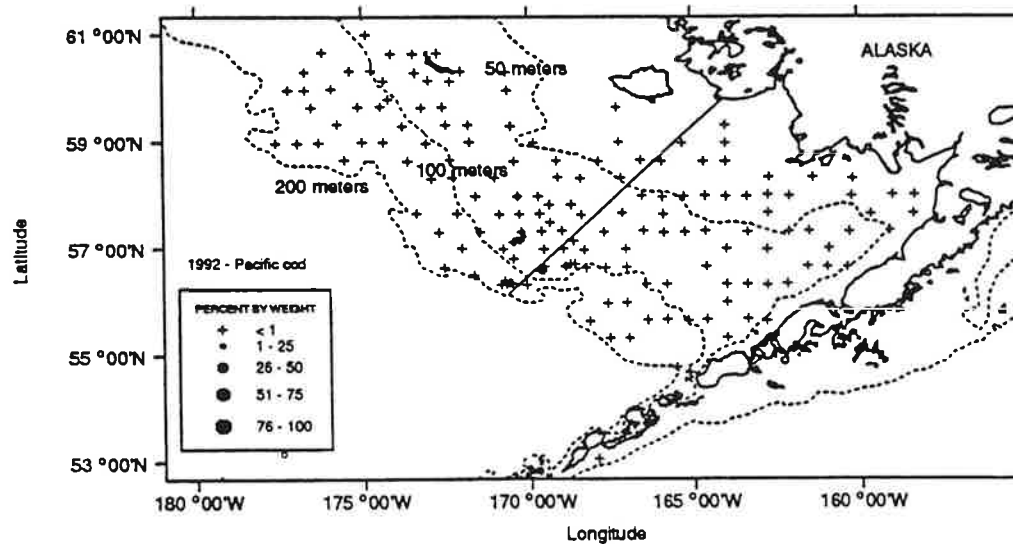 61 °00'N
59 °00'N
57 °00'N
55 °00'N
53 °00'N
Latitude
ALASKA
50 meters
100 meters
200 meters
1992 - Pacific cod
PERCENT BY WEIGHT
< 1
1 - 25
26 - 50
51 - 75
76 - 100
180 °00'W
175 °00'W
170 °00'W
165 °00'W
160 °00'W
Longitude